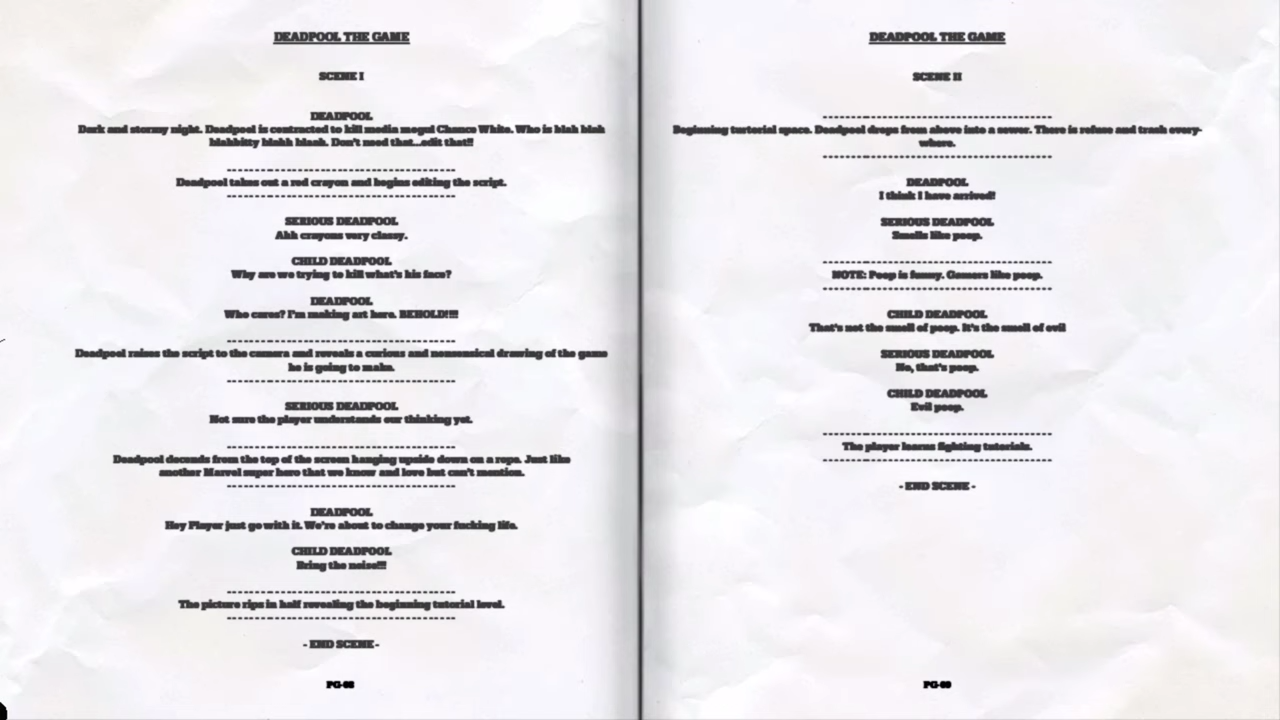 DEADPOOL THE GAME
SCENE I
DEADPOOL
Dark and stormy night. Deadpool is contracted to kill media mogul Chance White. Who is blah blah
blabbitty blahh blank. Don't need that...edit that!!
----------------------------------------
Deadpool takes out a red crayon and begins editing the script.
----------------------------------------
SERIOUS DEADPOOL
Ahh crayons very classy.
CHILD DEADPOOL
Why are we trying to kill what's his face?
DEADPOOL
Who cares? I'm making art here. BEHOLD!!!!
----------------------------------------
Deadpool raises the script to the camera and reveals a curious and nonsensical drawing of the game
he is going to make.
----------------------------------------
SERIOUS DEADPOOL
Not sure the player understands our thinking yet.
----------------------------------------
Deadpool decends from the top of the screen hanging upside down on a rope. Just like
another Marvel super hero that we know and love but can't mention.
----------------------------------------
DEADPOOL
Hey Player just go with it. We're about to change your fucking life.
CHILD DEADPOOL
Bring the noise!!!
----------------------------------------
The picture rips in half revealing the beginning tutorial level.
----------------------------------------
- END SCENE -
PG-08
DEADPOOL THE GAME
SCENE II
----------------------------------------
Beginning turtorial space. Deadpool drops from above into a sewer. There is refuse and trash every-
where.
----------------------------------------
DEADPOOL
I think I have arrived!
SERIOUS DEADPOOL
Smells like poop.
----------------------------------------
NOTE: Poop is funny. Gamers like poop.
----------------------------------------
CHILD DEADPOOL
That's not the smell of poop. It's the smell of evil
SERIOUS DEADPOOL
No, that's poop.
CHILD DEADPOOL
Evil poop.
----------------------------------------
The player learns fighting tutorials.
----------------------------------------
- END SCENE -
PG-09